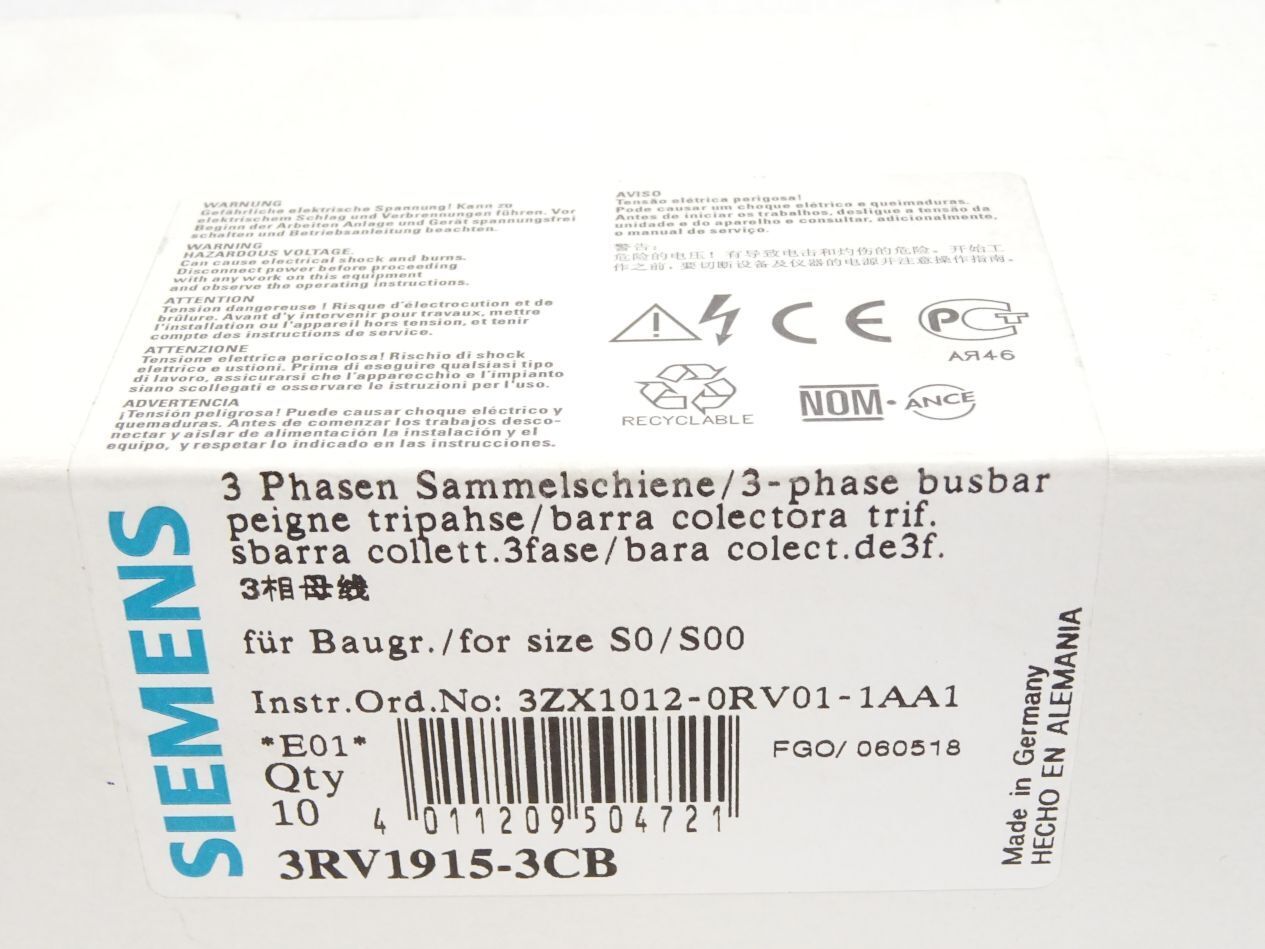 WARNUNG
Gefährliche elektrische Spannung! Kann zu
elektrischem Schlag und Verbrennungen führen. Vor
Beginn der Arbeiten Anlage und Gerät spannungsfrei
schalten und Betriebsanleitung beachten.
WARNING
HAZARDOUS VOLTAGE.
Can cause electrical shock and burns.
Disconnect power before proceeding
with any work on this equipment
and observe the operating instructions.
ATTENTION
Tension dangereuse ! Risque d'électrocution et de
brûlure. Avant d'y intervenir pour travaux, mettre
l'installation ou l'appareil hors tension, et tenir
compte des instructions de service.
ATTENZIONE
Tensione elettrica pericolosa! Rischio di shock
elettrico e ustioni. Prima di eseguire qualsiasi tipo
di lavoro, assicurarsi che l'apparecchio e l'impianto
siano scollegati e osservare le istruzioni per l'uso.
ADVERTENCIA
¡Tensión peligrosa! Puede causar choque eléctrico y
quemaduras. Antes de comenzar los trabajos desco-
nectar y aislar de alimentación la instalación y el
equipo, y respetar lo indicado en las instrucciones.
AVISO
Tensão elétrica perigosa!
Pode causar um choque elétrico e queimaduras.
Antes de iniciar os trabalhos, desligue a tensão da
unidade do aparelho e consultar, adicionalmente,
o manual de serviço.
警告:
危险的电压! 有导致电击和灼伤的危险。开始工
作之前, 要切断设备及仪器的电源并注意操作指南。
CE
РСТ
АЯ46
RECYCLABLE
NOM-ANCE
SIEMENS
3 Phasen Sammelschiene/3-phase busbar
peigne tripahse/barra colectora trif.
sbarra collett.3fase/bara colect.de3f.
3相母线
für Baugr./for size S0/S00
Instr.Ord.No: 3ZX1012-0RV01-1AA1
*E01*
Qty
10
FGO/ 060518
4 011209 504721
3RV1915-3CB
Made in Germany
HECHO EN ALEMANIA